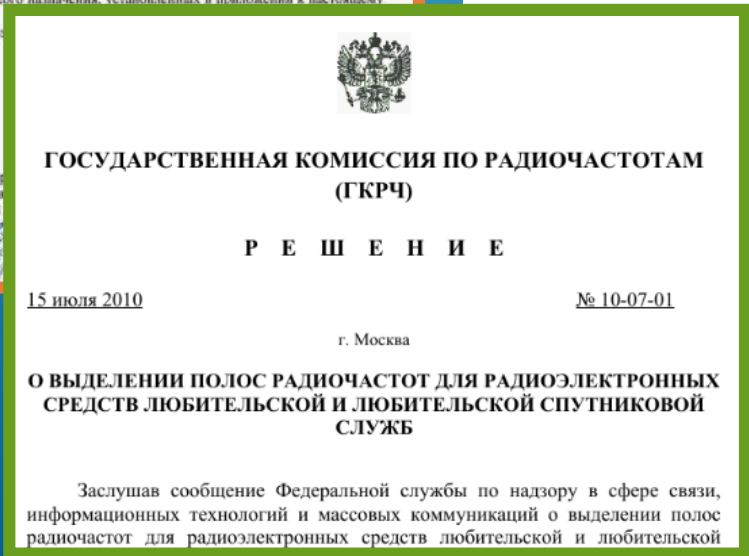 ГОСУДАРСТВЕННАЯ КОМИССИЯ ПО РАДИОЧАСТОТАМ
(ГКРЧ)
Р Е Ш Е Н И Е
15 июля 2010 № 10-07-01
г. Москва
О ВЫДЕЛЕНИИ ПОЛОС РАДИОЧАСТОТ ДЛЯ РАДИОЭЛЕКТРОННЫХ
СРЕДСТВ ЛЮБИТЕЛЬСКОЙ И ЛЮБИТЕЛЬСКОЙ СПУТНИКОВОЙ
СЛУЖБ
Заслушав сообщение Федеральной службы по надзору в сфере связи,
информационных технологий и массовых коммуникаций о выделении полос
радиочастот для радиоэлектронных средств любительской и любительской